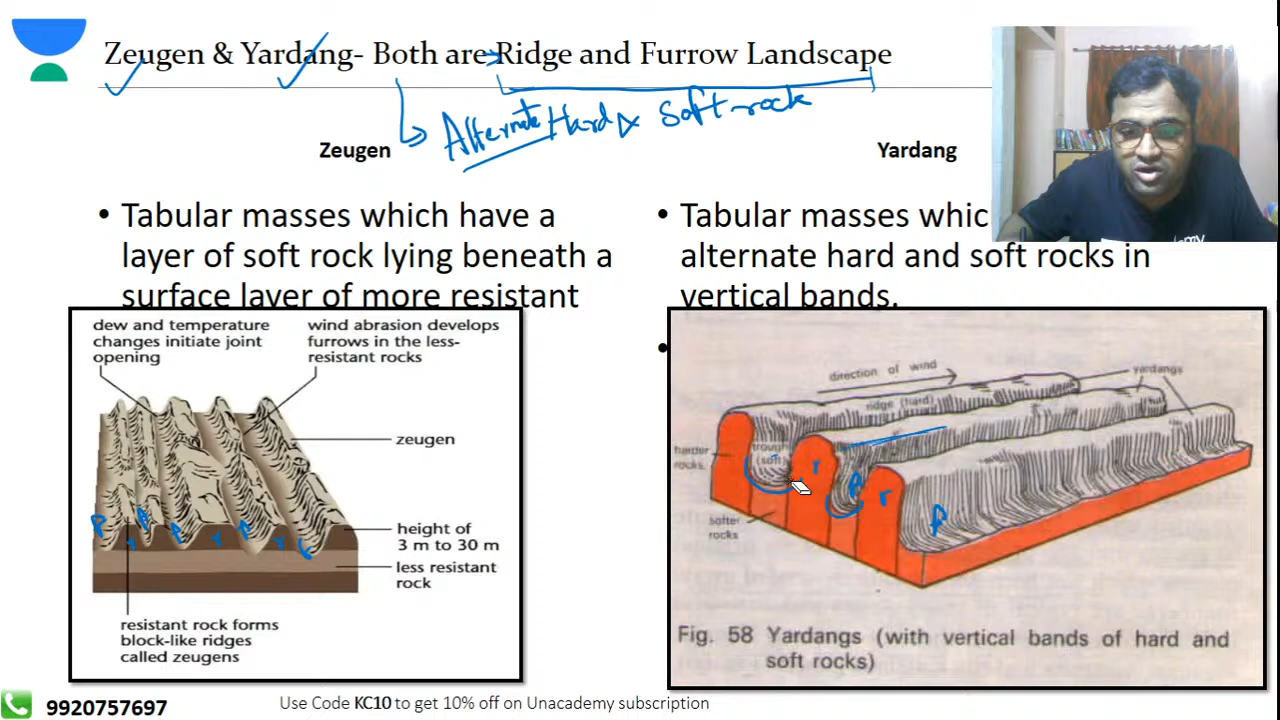 Zeugen & Yardang- Both are Ridge and Furrow Landscape
Alternate Hard & Soft rock
Zeugen
Yardang
• Tabular masses which have a
layer of soft rock lying beneath a
surface layer of more resistant
• Tabular masses whic
alternate hard and soft rocks in
vertical bands.
•
dew and temperature
changes initiate joint
opening
wind abrasion develops
furrows in the less-
resistant rocks
zeugen
height of
3 m to 30 m
less resistant
rock
resistant rock forms
block-like ridges
called zeugens
direction of wind
yardangs
ridge (hard)
harder
rocks
trough
(soft)
softer
rocks
r
r
Fig. 58 Yardangs (with vertical bands of hard and
soft rocks)
9920757697
Use Code KC10 to get 10% off on Unacademy subscription